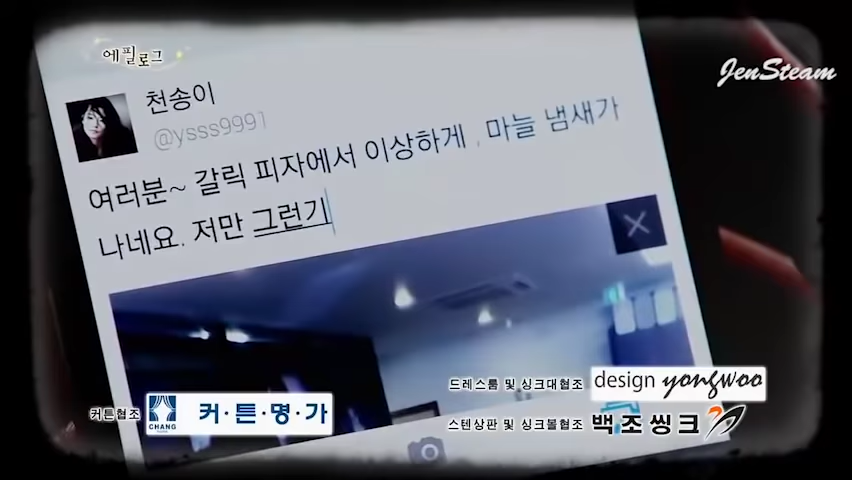 에필로그
JenSteam
천송이
@ysss9991
여러분~ 갈릭 피자에서 이상하게 , 마늘 냄새가
나네요. 저만 그런기
커튼협조
CHANG
커·튼·명·가
드레스룸 및 싱크대협조
design yongwoo
스텐상판 및 싱크볼협조
백조씽크